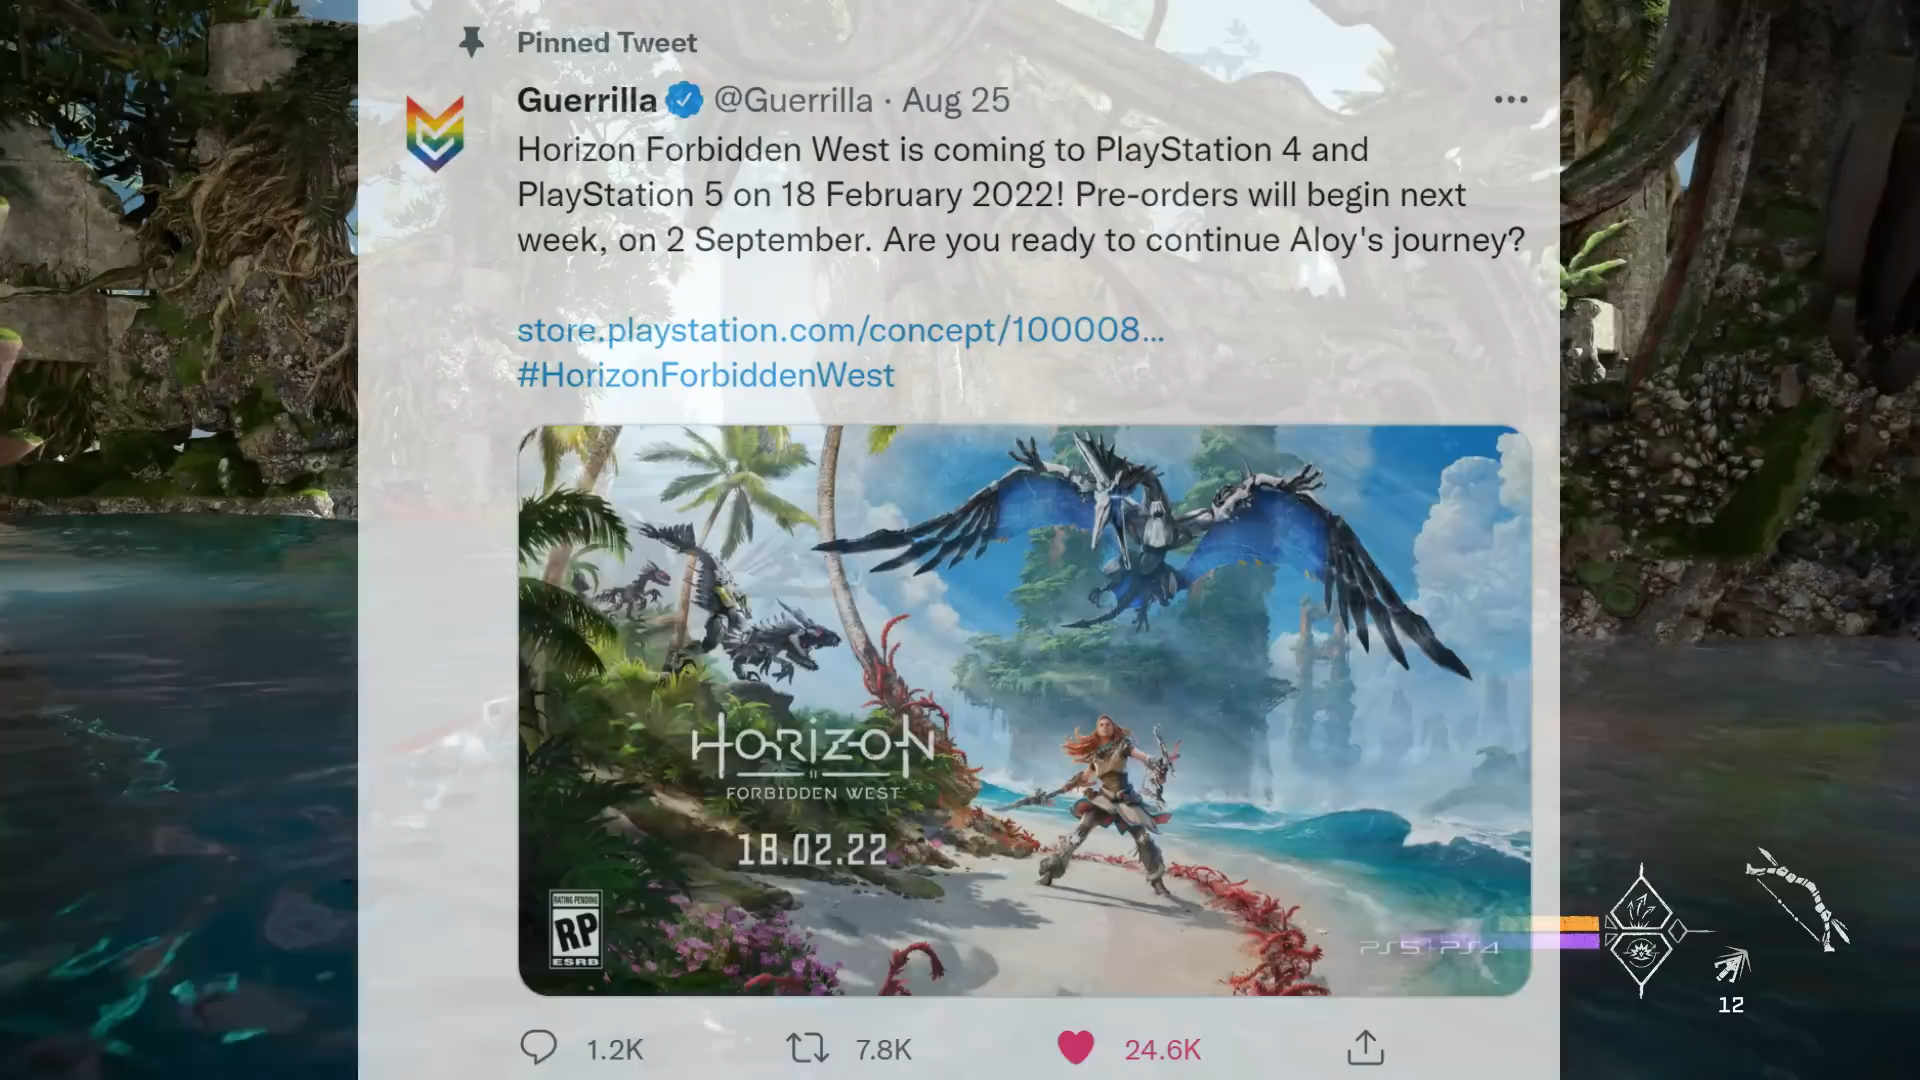 Pinned Tweet
Guerrilla @Guerrilla · Aug 25
Horizon Forbidden West is coming to PlayStation 4 and
PlayStation 5 on 18 February 2022! Pre-orders will begin next
week, on 2 September. Are you ready to continue Aloy's journey?
store.playstation.com/concept/100008...
#HorizonForbiddenWest
HORIZON
II
FORBIDDEN WEST
18.02.22
RATING PENDING
RP
ESRB
PS5 | PS4
12
1.2K 7.8K 24.6K